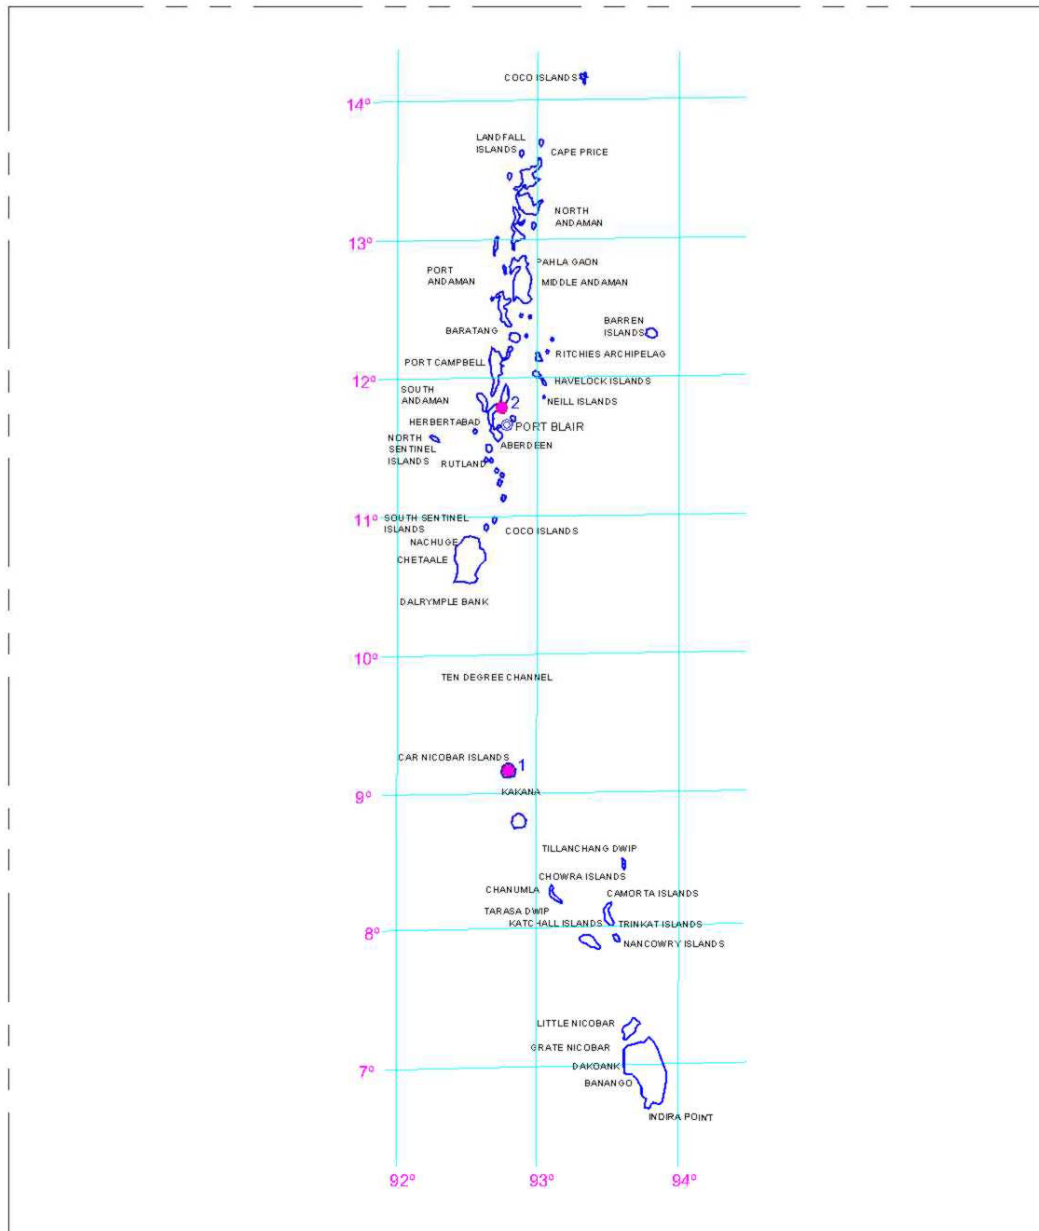 COCO ISLANDS
14°
LANDFALL
ISLANDS
CAPE PRICE
NORTH
ANDAMAN
13°
PAHLA GAON
PORT
ANDAMAN
MIDDLE ANDAMAN
BARREN
ISLANDS
BARATANG
RITCHIES ARCHIPELAG
PORT CAMPBELL
12°
HAVELOCK ISLANDS
SOUTH
ANDAMAN
2
NEILL ISLANDS
HERBERTABAD
PORT BLAIR
NORTH
SENTINEL
ISLANDS
ABERDEEN
RUTLAND
11°
SOUTH SENTINEL
ISLANDS
COCO ISLANDS
NACHUGE
CHETAALE
DALRYMPLE BANK
10°
TEN DEGREE CHANNEL
CAR NICOBAR ISLANDS
1
KAKANA
9°
TILLANCHANG DWIP
CHOWRA ISLANDS
CHANUMLA
CAMORTA ISLANDS
TARASA DWIP
KATCHALL ISLANDS
TRINKAT ISLANDS
8°
NANCOWRY ISLANDS
LITTLE NICOBAR
GRATE NICOBAR
DAKOANK
7°
BANANGO
INDIRA POINT
92°
93°
94°